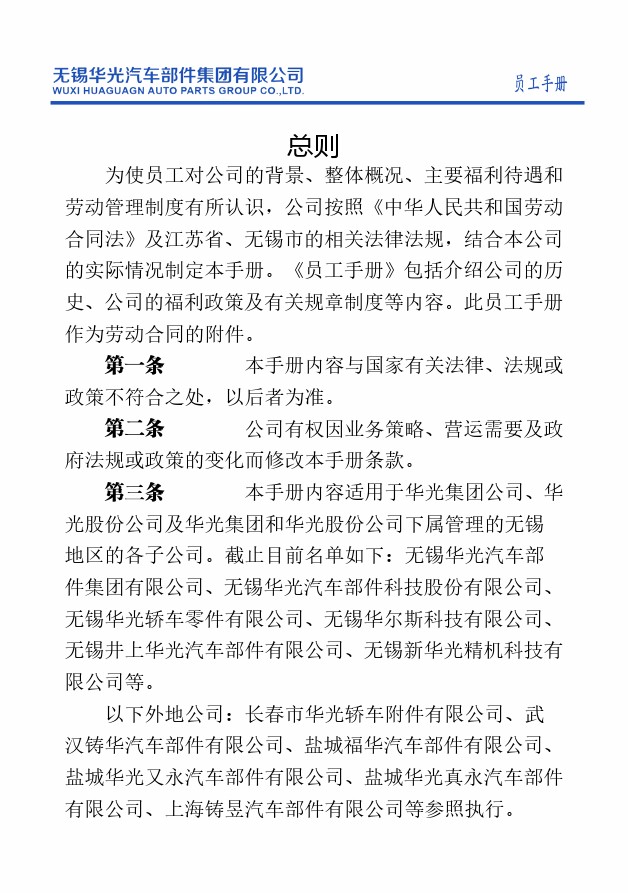 无锡华光汽车部件集团有限公司
WUXI HUAGUAGN AUTO PARTS GROUP CO.,LTD.
员工手册
总则
为使员工对公司的背景、整体概况、主要福利待遇和
劳动管理制度有所认识，公司按照《中华人民共和国劳动
合同法》及江苏省、无锡市的相关法律法规，结合本公司
的实际情况制定本手册。《员工手册》包括介绍公司的历
史、公司的福利政策及有关规章制度等内容。此员工手册
作为劳动合同的附件。
第一条 本手册内容与国家有关法律、法规或
政策不符合之处，以后者为准。
第二条 公司有权因业务策略、营运需要及政
府法规或政策的变化而修改本手册条款。
第三条 本手册内容适用于华光集团公司、华
光股份公司及华光集团和华光股份公司下属管理的无锡
地区的各子公司。截止目前名单如下：无锡华光汽车部
件集团有限公司、无锡华光汽车部件科技股份有限公司、
无锡华光轿车零件有限公司、无锡华尔斯科技有限公司、
无锡井上华光汽车部件有限公司、无锡新华光精机科技有
限公司等。
以下外地公司：长春市华光轿车附件有限公司、武
汉铸华汽车部件有限公司、盐城福华汽车部件有限公司、
盐城华光又永汽车部件有限公司、盐城华光真永汽车部件
有限公司、上海铸昱汽车部件有限公司等参照执行。